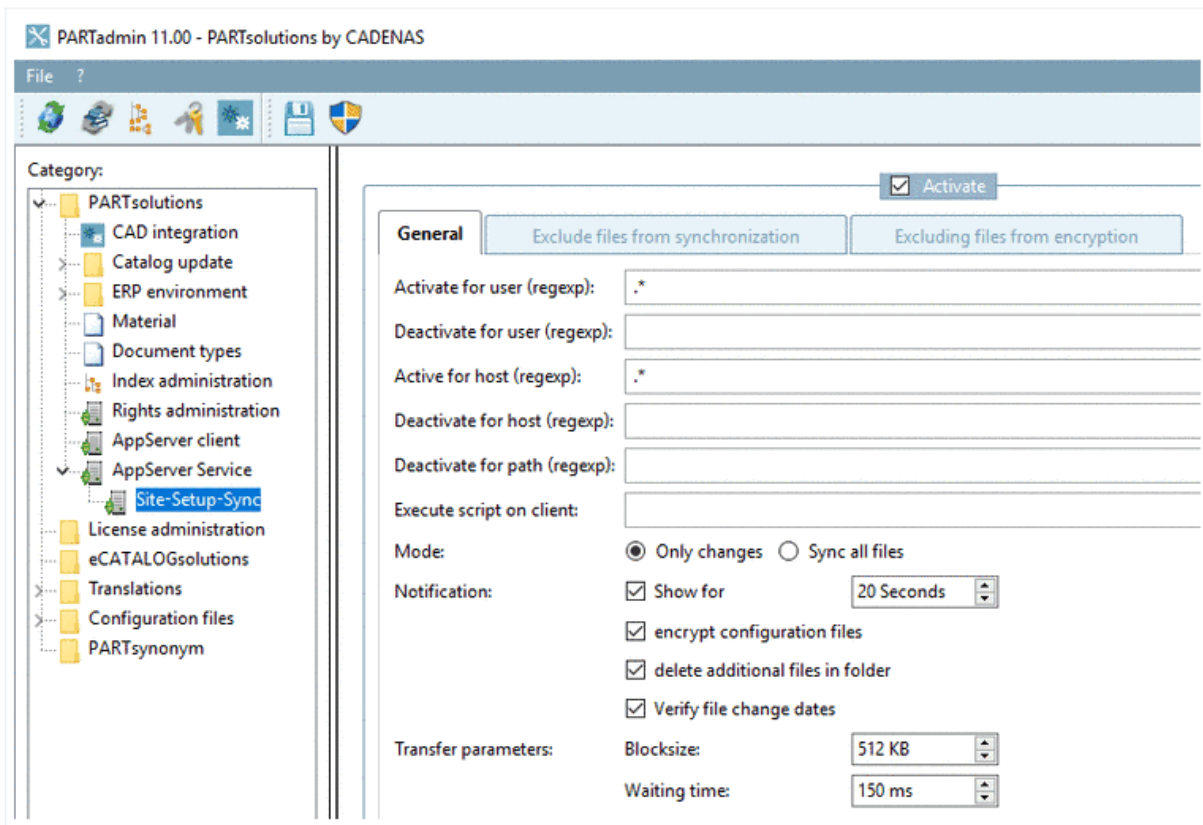 PARTadmin 11.00 - PARTsolutions by CADENAS
File ?
Category:
PARTsolutions
CAD integration
Catalog update
ERP environment
Material
Document types
Index administration
Rights administration
AppServer client
AppServer Service
Site-Setup-Sync
License administration
eCATALOGsolutions
Translations
Configuration files
PARTsynonym
Activate
General Exclude files from synchronization Excluding files from encryption
Activate for user (regexp): .*
Deactivate for user (regexp):
Active for host (regexp): .*
Deactivate for host (regexp):
Deactivate for path (regexp):
Execute script on client:
Mode: Only changes Sync all files
Notification: Show for 20 Seconds
encrypt configuration files
delete additional files in folder
Verify file change dates
Transfer parameters: Blocksize: 512 KB
Waiting time: 150 ms